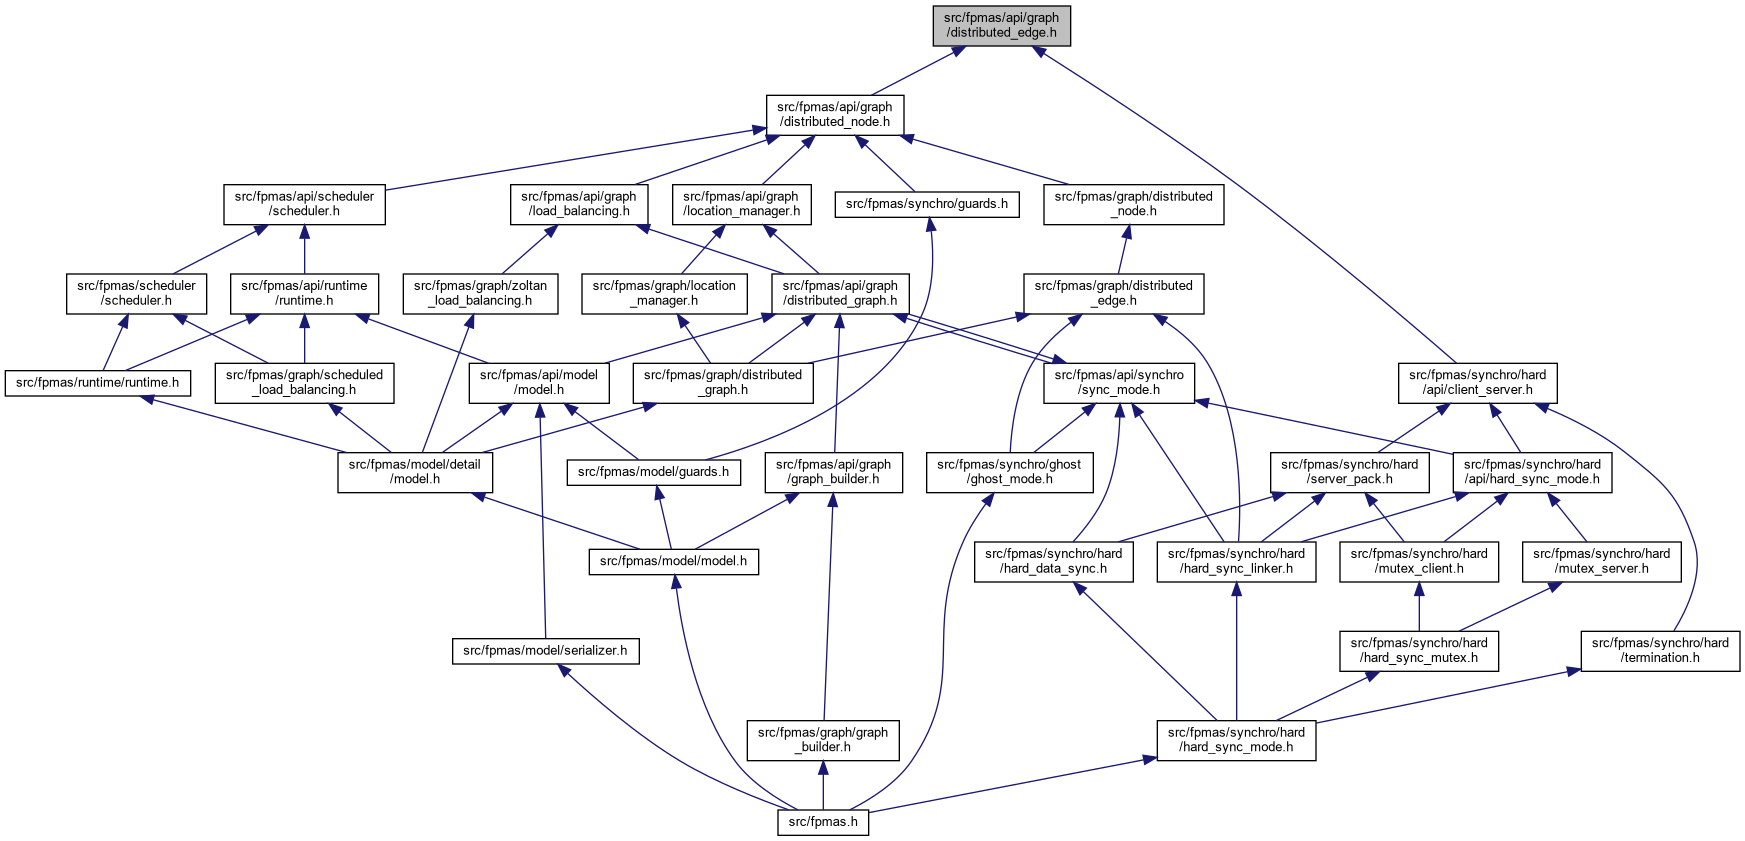 src/fpmas/api/graph
/distributed_edge.h
src/fpmas/api/graph
/distributed_node.h
src/fpmas/api/scheduler
/scheduler.h
src/fpmas/api/graph
/load_balancing.h
src/fpmas/api/graph
/location_manager.h
src/fpmas/synchro/guards.h
src/fpmas/graph/distributed
_node.h
src/fpmas/scheduler
/scheduler.h
src/fpmas/api/runtime
/runtime.h
src/fpmas/graph/zoltan
_load_balancing.h
src/fpmas/graph/location
_manager.h
src/fpmas/api/graph
/distributed_graph.h
src/fpmas/graph/distributed
_edge.h
src/fpmas/runtime/runtime.h
src/fpmas/graph/scheduled
_load_balancing.h
src/fpmas/api/model
/model.h
src/fpmas/graph/distributed
_graph.h
src/fpmas/api/synchro
/sync_mode.h
src/fpmas/synchro/hard
/api/client_server.h
src/fpmas/model/detail
/model.h
src/fpmas/model/guards.h
src/fpmas/api/graph
/graph_builder.h
src/fpmas/synchro/ghost
/ghost_mode.h
src/fpmas/synchro/hard
/server_pack.h
src/fpmas/synchro/hard
/api/hard_sync_mode.h
src/fpmas/model/model.h
src/fpmas/synchro/hard
/hard_data_sync.h
src/fpmas/synchro/hard
/hard_sync_linker.h
src/fpmas/synchro/hard
/mutex_client.h
src/fpmas/synchro/hard
/mutex_server.h
src/fpmas/model/serializer.h
src/fpmas/synchro/hard
/hard_sync_mutex.h
src/fpmas/synchro/hard
/termination.h
src/fpmas/graph/graph
_builder.h
src/fpmas/synchro/hard
/hard_sync_mode.h
src/fpmas.h